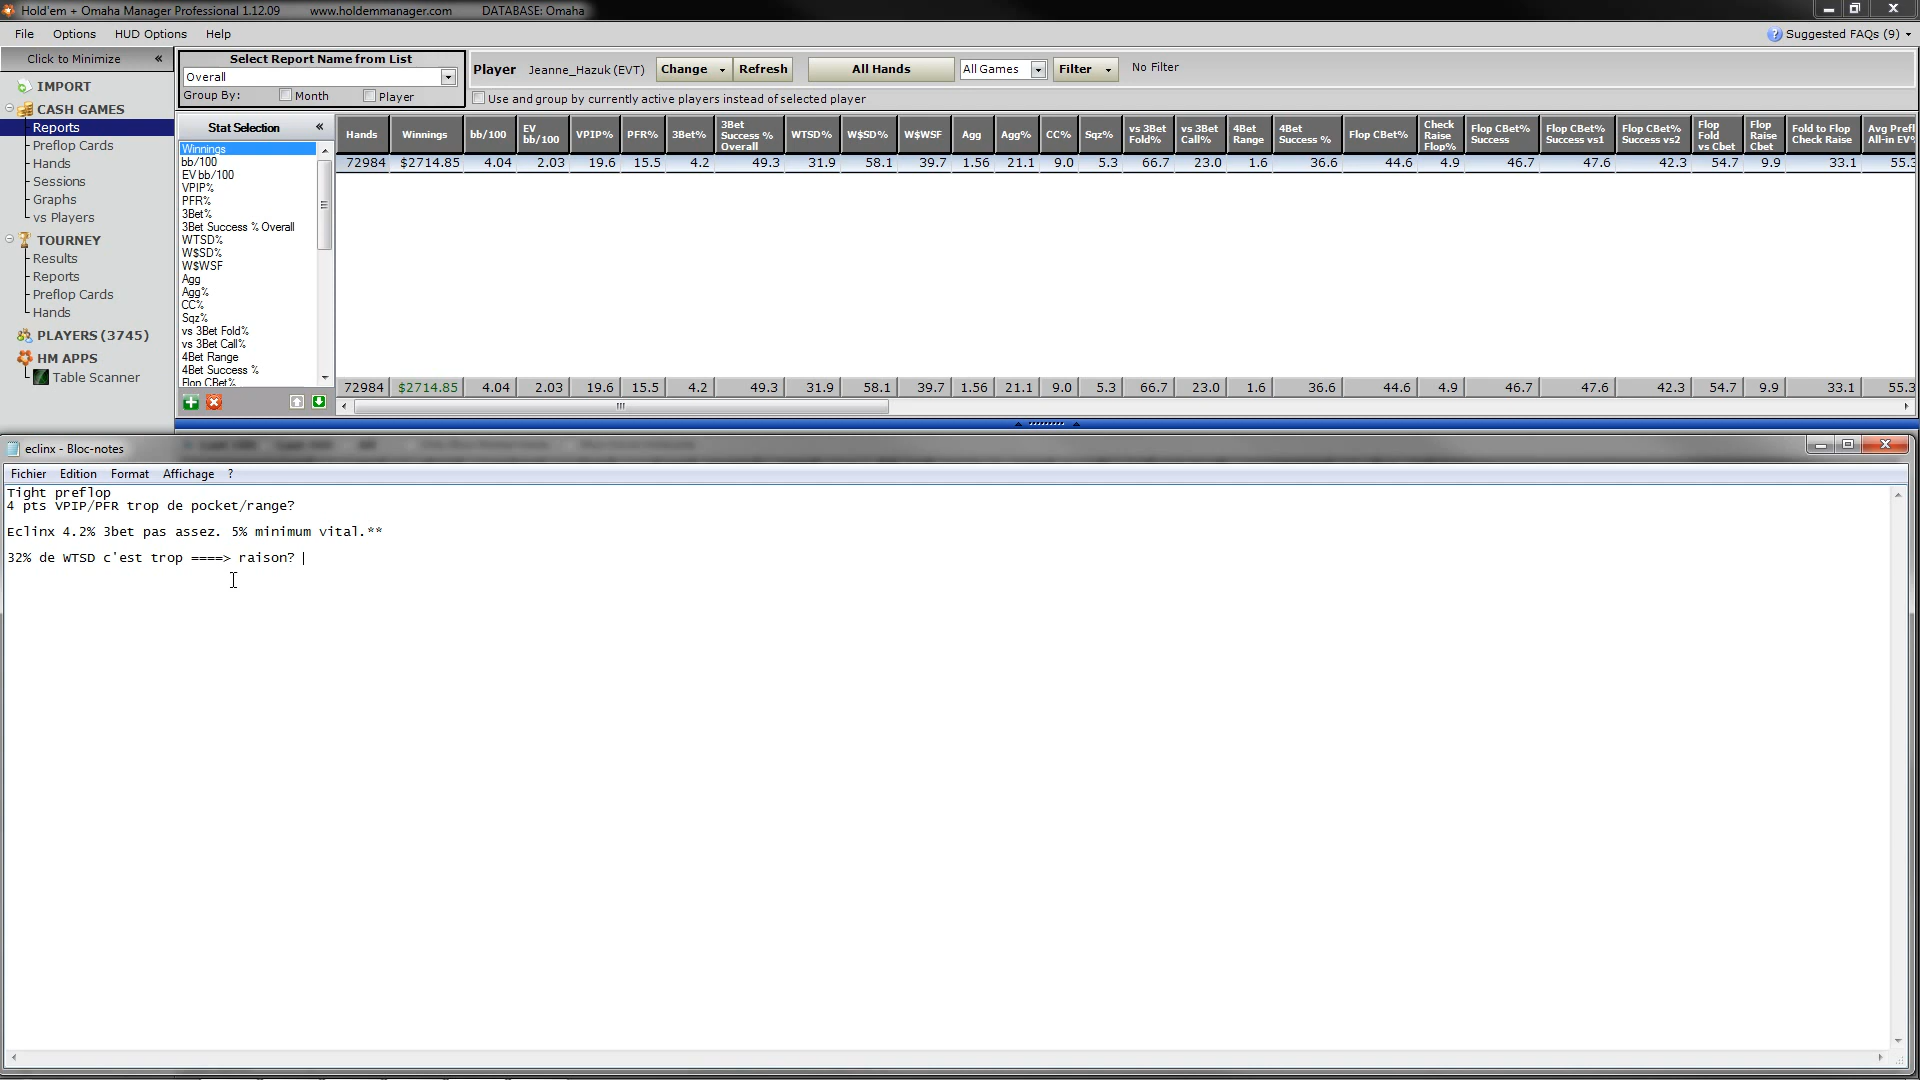 Hold'em + Omaha Manager Professional 1.12.09 www.holdemmanager.com DATABASE: Omaha
File Options HUD Options Help
Suggested FAQs (9)
Click to Minimize «
IMPORT
CASH GAMES
Reports
Preflop Cards
Hands
Sessions
Graphs
vs Players
TOURNEY
Results
Reports
Preflop Cards
Hands
PLAYERS (3745)
HM APPS
Table Scanner
Select Report Name from List
Overall
Group By: Month Player
Player Jeanne_Hazuk (EVT) Change Refresh All Hands All Games Filter No Filter
Use and group by currently active players instead of selected player
Stat Selection «
Winnings
bb/100
EV bb/100
VPIP%
PFR%
3Bet%
3Bet Success % Overall
WTSD%
W$SD%
W$WSF
Agg
Agg%
CC%
Sqz%
vs 3Bet Fold%
vs 3Bet Call%
4Bet Range
4Bet Success %
Flop CBet%
Hands Winnings bb/100 EV bb/100 VPIP% PFR% 3Bet% 3Bet Success % Overall WTSD% W$SD% W$WSF Agg Agg% CC% Sqz% vs 3Bet Fold% vs 3Bet Call% 4Bet Range 4Bet Success % Flop CBet% Check Raise Flop% Flop CBet% Success Flop CBet% Success vs1 Flop CBet% Success vs2 Flop Fold vs Cbet Flop Raise Cbet Fold to Flop Check Raise Avg Prefl All-in EV%
72984 $2714.85 4.04 2.03 19.6 15.5 4.2 49.3 31.9 58.1 39.7 1.56 21.1 9.0 5.3 66.7 23.0 1.6 36.6 44.6 4.9 46.7 47.6 42.3 54.7 9.9 33.1 55.3
72984 $2714.85 4.04 2.03 19.6 15.5 4.2 49.3 31.9 58.1 39.7 1.56 21.1 9.0 5.3 66.7 23.0 1.6 36.6 44.6 4.9 46.7 47.6 42.3 54.7 9.9 33.1 55.3
eclinx - Bloc-notes
Fichier Edition Format Affichage ?
Tight preflop
4 pts VPIP/PFR trop de pocket/range?
Eclinx 4.2% 3bet pas assez. 5% minimum vital.**
32% de WTSD c'est trop ====> raison?